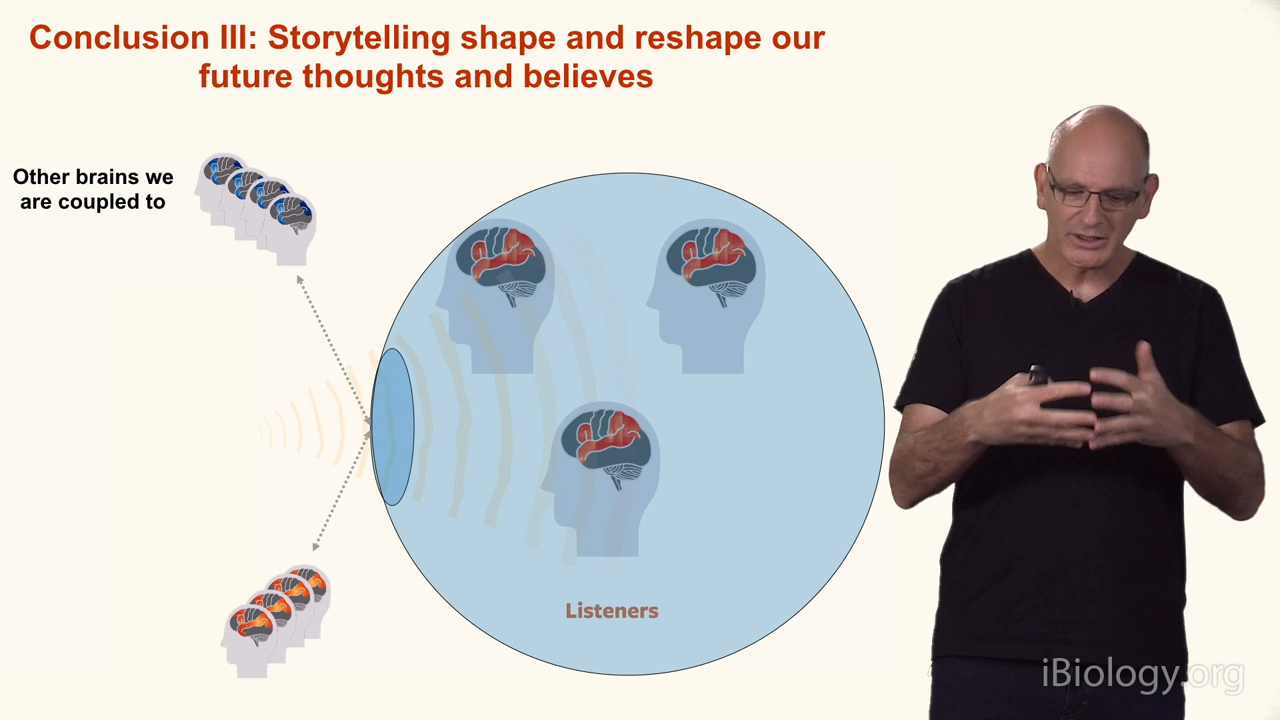 Conclusion III: Storytelling shape and reshape our
future thoughts and believes
Other brains we
are coupled to
Listeners
iBiology.org